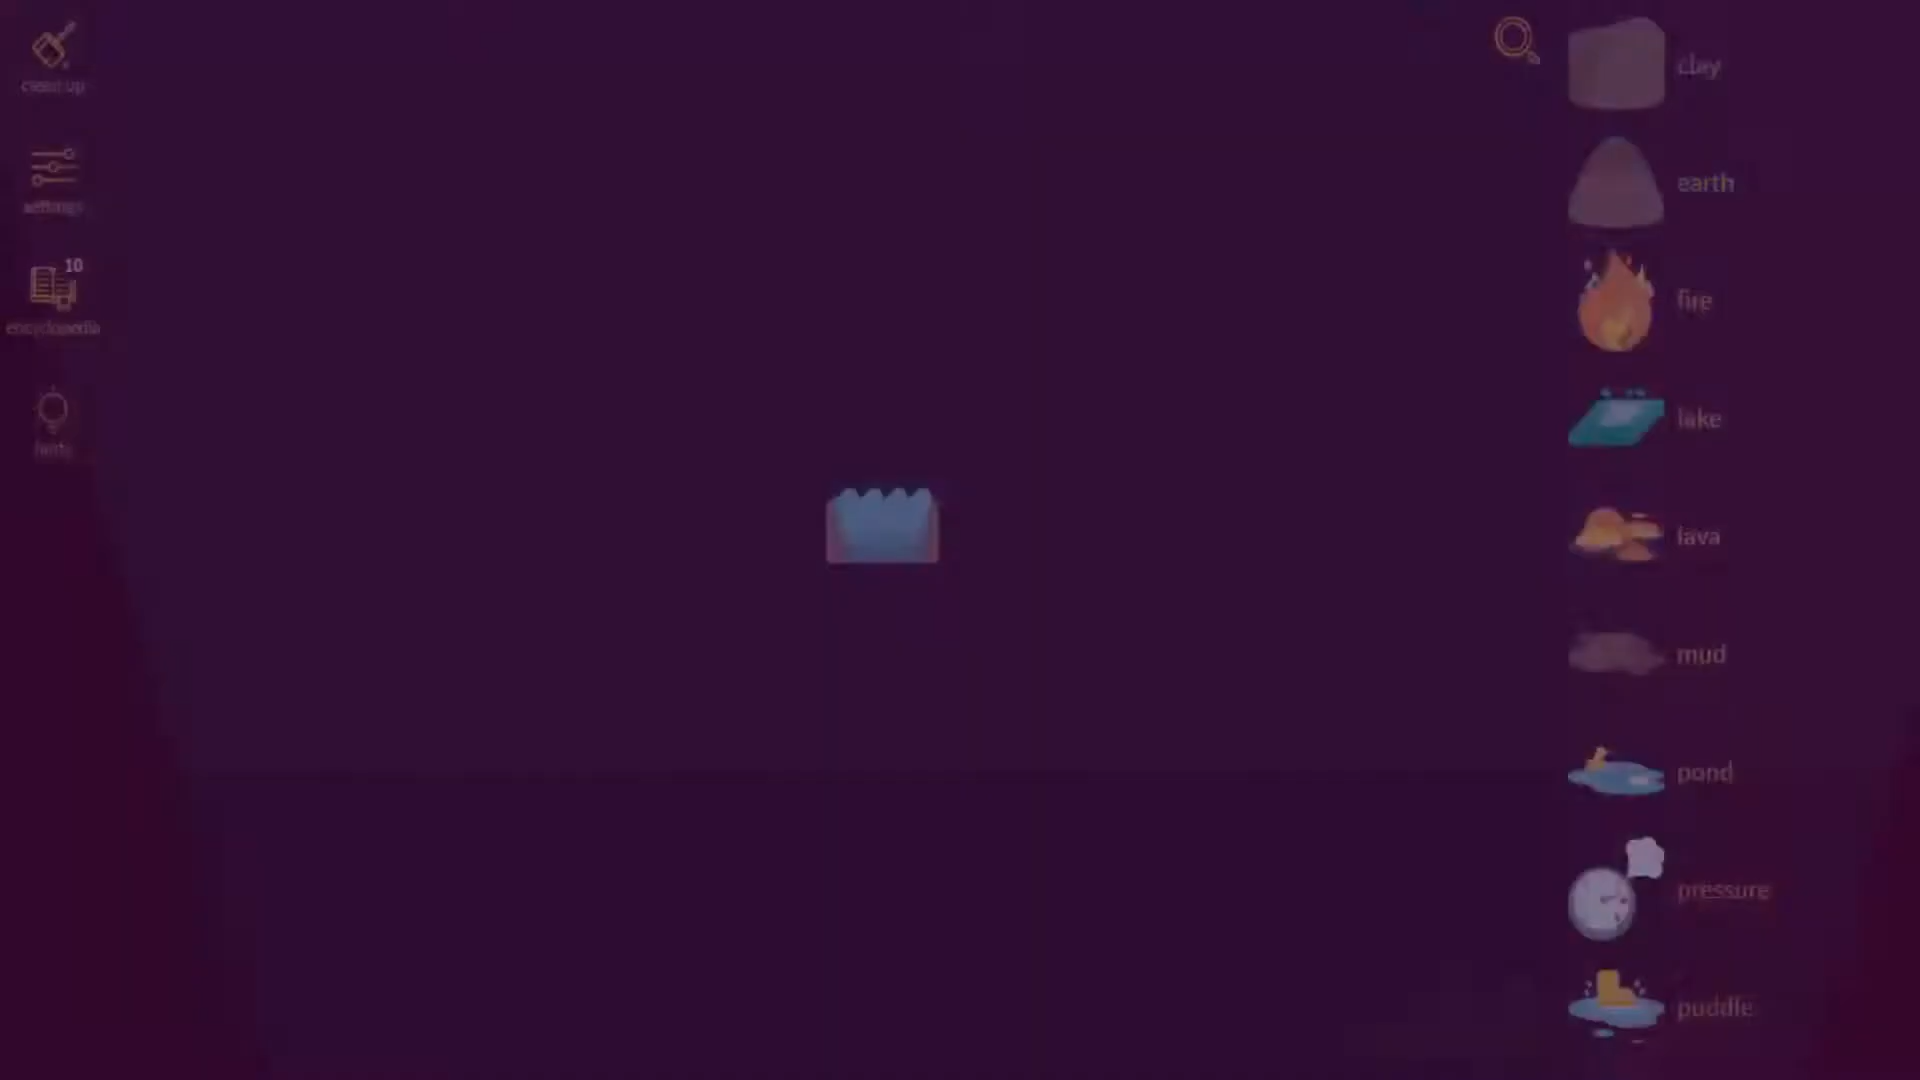 clean up
settings
10
encyclopedia
hints
clay
earth
fire
lake
lava
mud
pond
pressure
puddle